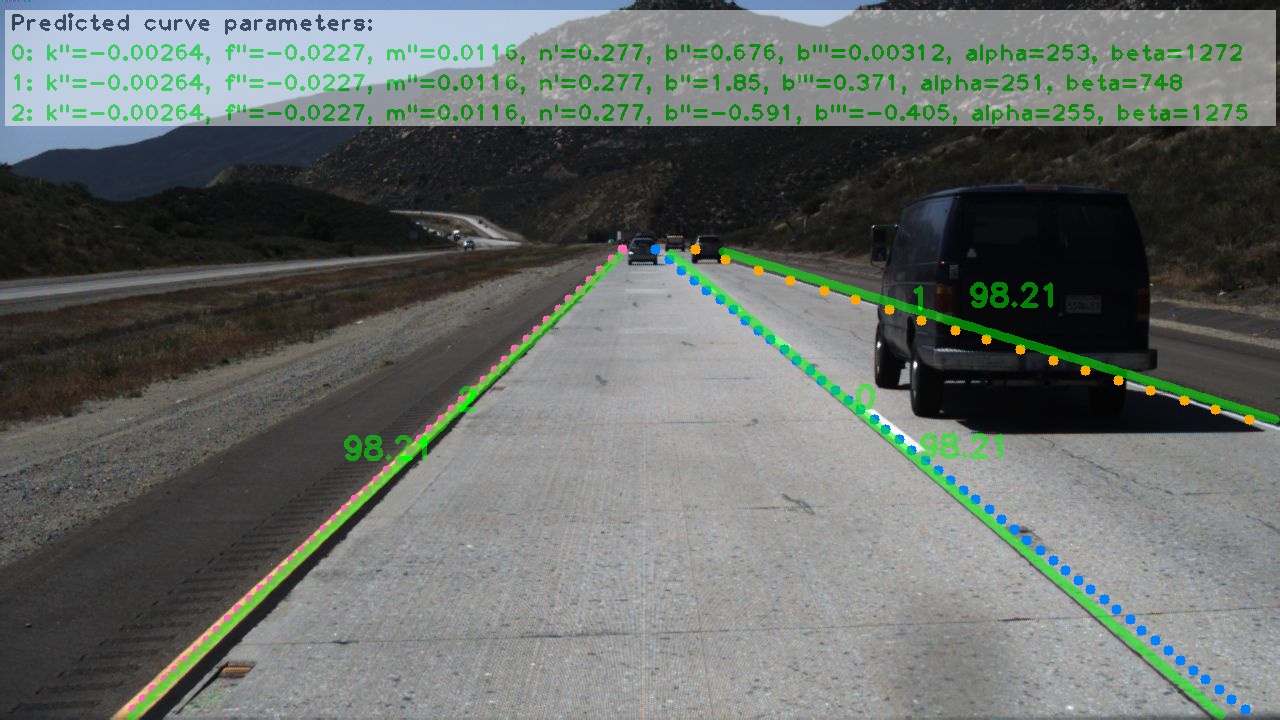 Predicted curve parameters:
0: k''=-0.00264, f''=-0.0227, m''=0.0116, n'=0.277, b''=0.676, b'''=0.00312, alpha=253, beta=1272
1: k''=-0.00264, f''=-0.0227, m''=0.0116, n'=0.277, b''=1.85, b'''=0.371, alpha=251, beta=748
2: k''=-0.00264, f''=-0.0227, m''=0.0116, n'=0.277, b''=-0.591, b'''=-0.405, alpha=255, beta=1275
1 98.21
2 0
98.21 98.21